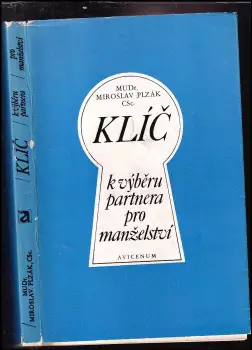 MUDr.
MIROSLAV PLZÁK
CSc.
KLÍČ
k výběru
partnera
pro
manželství
AVICENUM
MUDr.
MIROSLAV PLZÁK, CSc.
KLÍČ
k výběru
partnera
pro
manželství